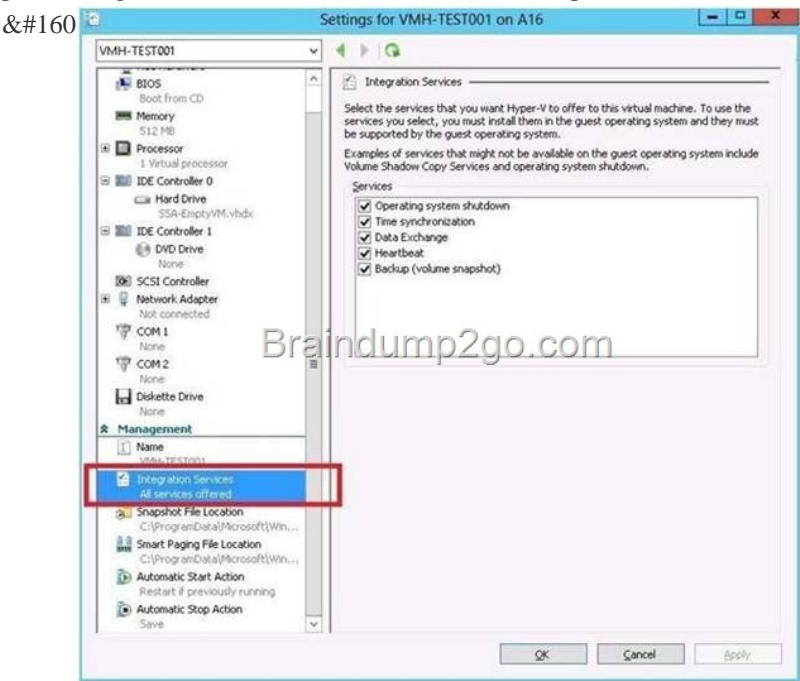 &#160
Settings for VMH-TEST001 on A16
VMH-TEST001
BIOS
Boot from CD
Memory
512 MB
Processor
1 Virtual processor
IDE Controller 0
Hard Drive
SSA-EmptyVM.vhdx
IDE Controller 1
DVD Drive
None
SCSI Controller
Network Adapter
Not connected
COM 1
None
COM 2
None
Diskette Drive
None
Management
Name
VMH-TEST001
Integration Services
All services offered
Snapshot File Location
C:\ProgramData\Microsoft\Win...
Smart Paging File Location
C:\ProgramData\Microsoft\Win...
Automatic Start Action
Restart if previously running
Automatic Stop Action
Save
Integration Services
Select the services that you want Hyper-V to offer to this virtual machine. To use the
services you select, you must install them in the guest operating system and they must
be supported by the guest operating system.
Examples of services that might not be available on the guest operating system include
Volume Shadow Copy Services and operating system shutdown.
Services
Operating system shutdown
Time synchronization
Data Exchange
Heartbeat
Backup (volume snapshot)
Braindump2go.com
OK
Cancel
Apply